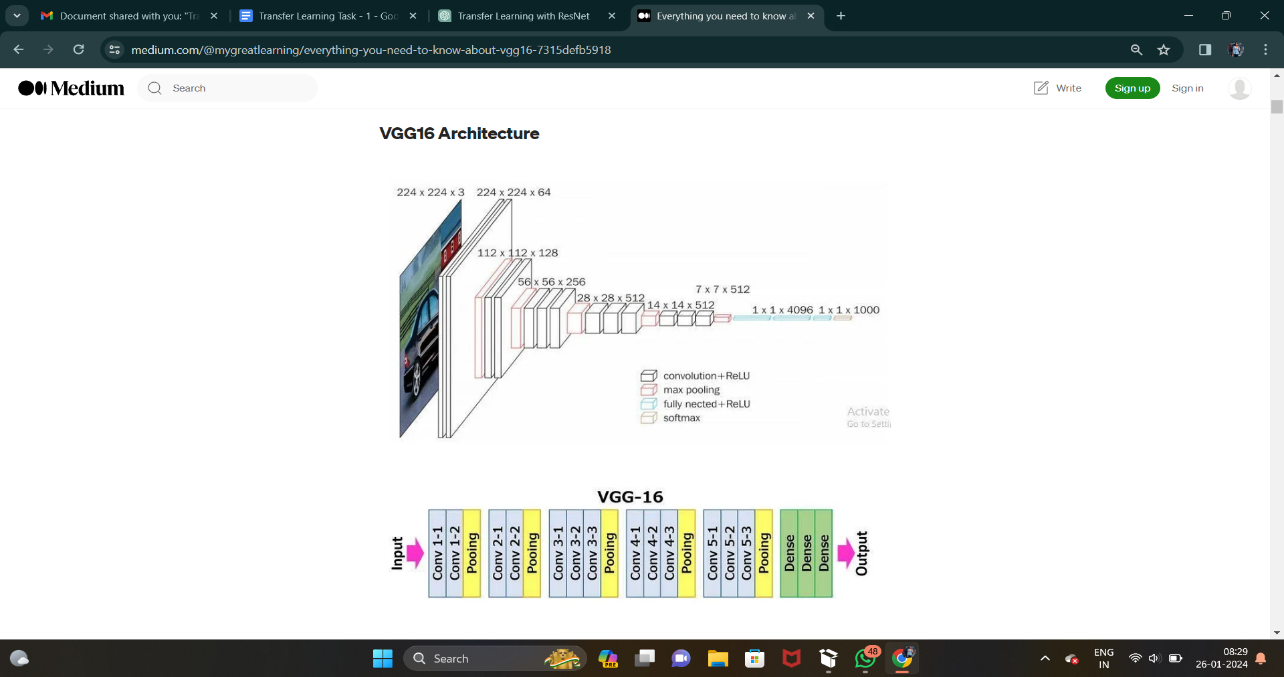 Document shared with you: "Tra
Transfer Learning Task - 1 - Goo
Transfer Learning with ResNet
Everything you need to know a
medium.com/@mygreatlearning/everything-you-need-to-know-about-vgg16-7315defb5918
Medium
Search
Write
Sign up
Sign in
VGG16 Architecture
224 x 224 x 3
224 x 224 x 64
112 x 112 x 128
56 x 56 x 256
28 x 28 x 512
14 x 14 x 512
7 x 7 x 512
1 x 1 x 4096
1 x 1 x 1000
convolution+ReLU
max pooling
fully nected+ReLU
softmax
Activate
Go to Setti
VGG-16
Input
Conv 1-1
Conv 1-2
Pooing
Conv 2-1
Conv 2-2
Pooing
Conv 3-1
Conv 3-2
Conv 3-3
Pooing
Conv 4-1
Conv 4-2
Conv 4-3
Pooing
Conv 5-1
Conv 5-2
Conv 5-3
Pooing
Dense
Dense
Dense
Output
Search
PRE
48
ENG
IN
08:29
26-01-2024